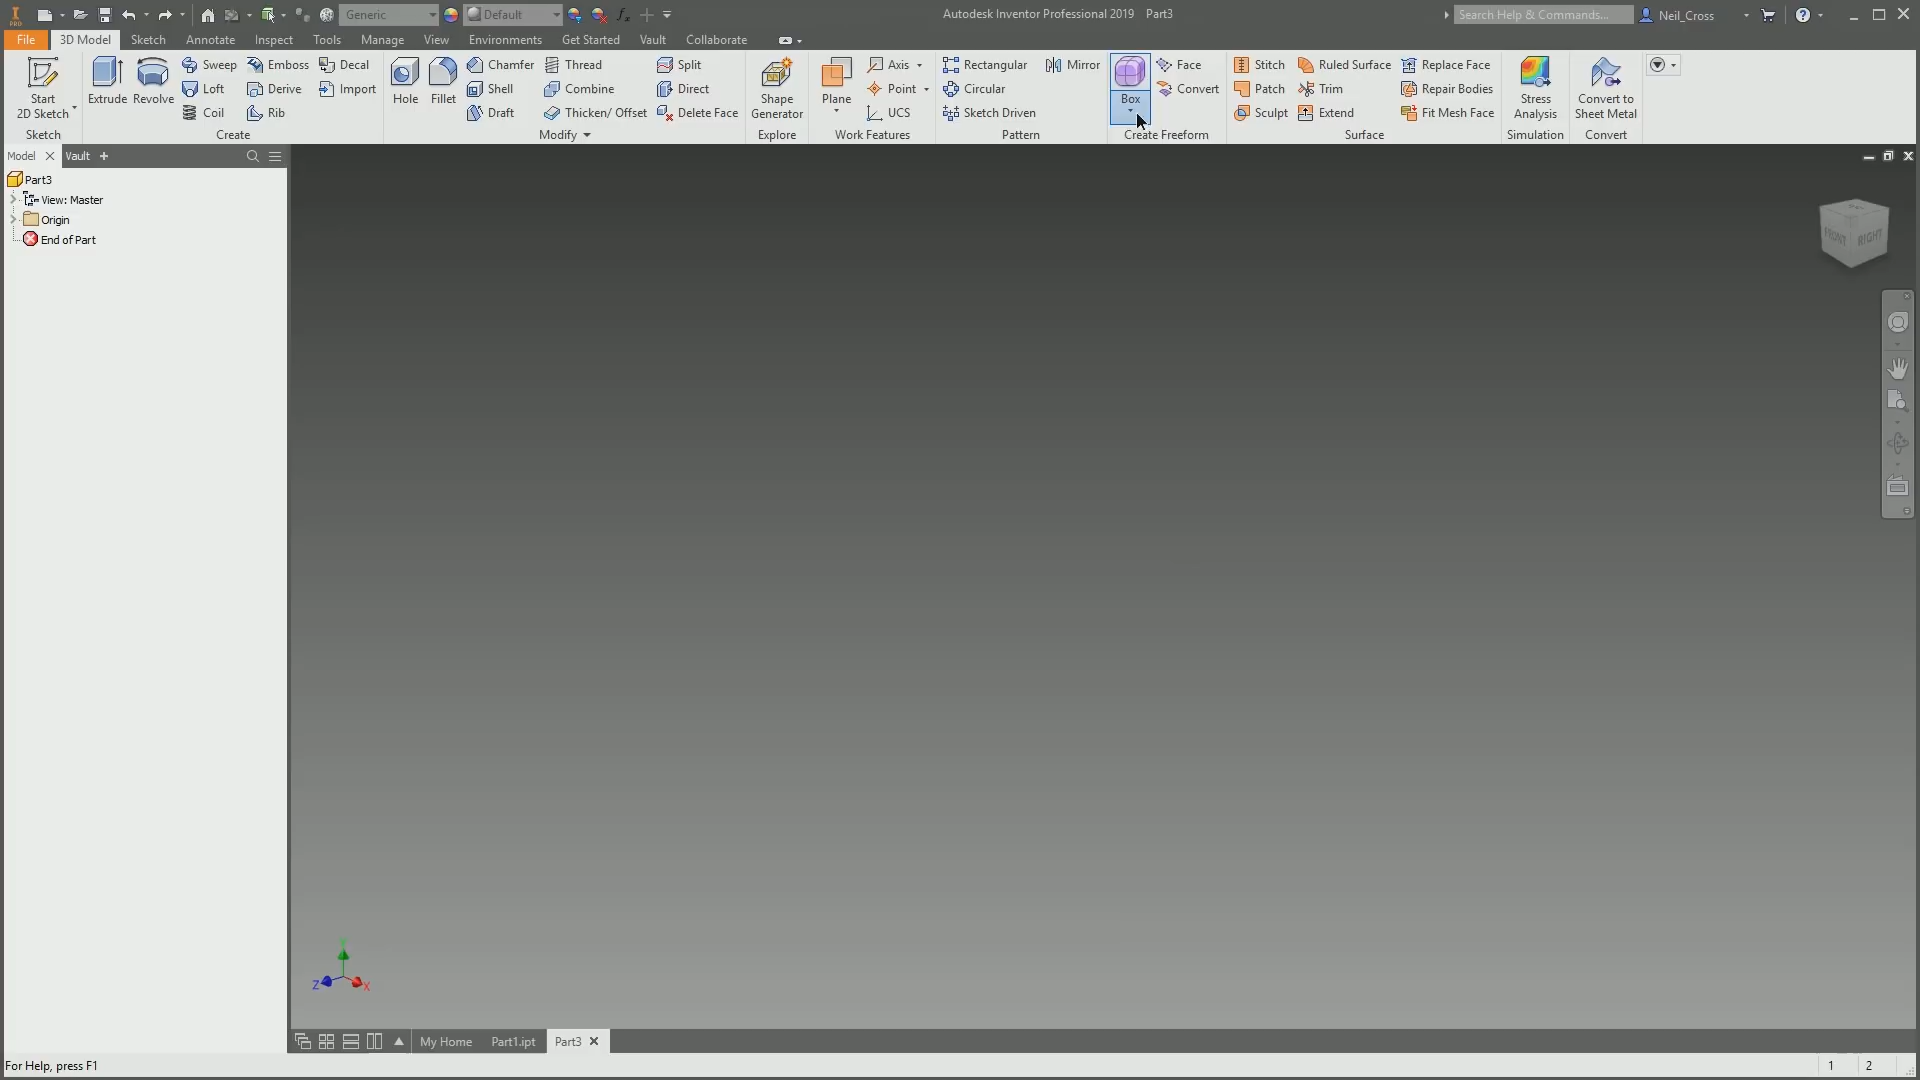 Generic
Default
Autodesk Inventor Professional 2019 Part3
Search Help & Commands...
Neil_Cross
File 3D Model Sketch Annotate Inspect Tools Manage View Environments Get Started Vault Collaborate
Start
2D Sketch
Sketch
Extrude
Revolve
Sweep
Loft
Coil
Emboss
Derive
Rib
Decal
Import
Create
Hole
Fillet
Chamfer
Shell
Draft
Thread
Combine
Thicken/ Offset
Split
Direct
Delete Face
Modify
Shape
Generator
Explore
Plane
Axis
Point
UCS
Work Features
Rectangular
Circular
Sketch Driven
Mirror
Pattern
Box
Face
Convert
Create Freeform
Stitch
Patch
Sculpt
Ruled Surface
Trim
Extend
Replace Face
Repair Bodies
Fit Mesh Face
Surface
Stress
Analysis
Simulation
Convert to
Sheet Metal
Convert
Model
Vault
Part3
View: Master
Origin
End of Part
FRONT
RIGHT
Y
Z
X
My Home
Part1.ipt
Part3
For Help, press F1
1
2